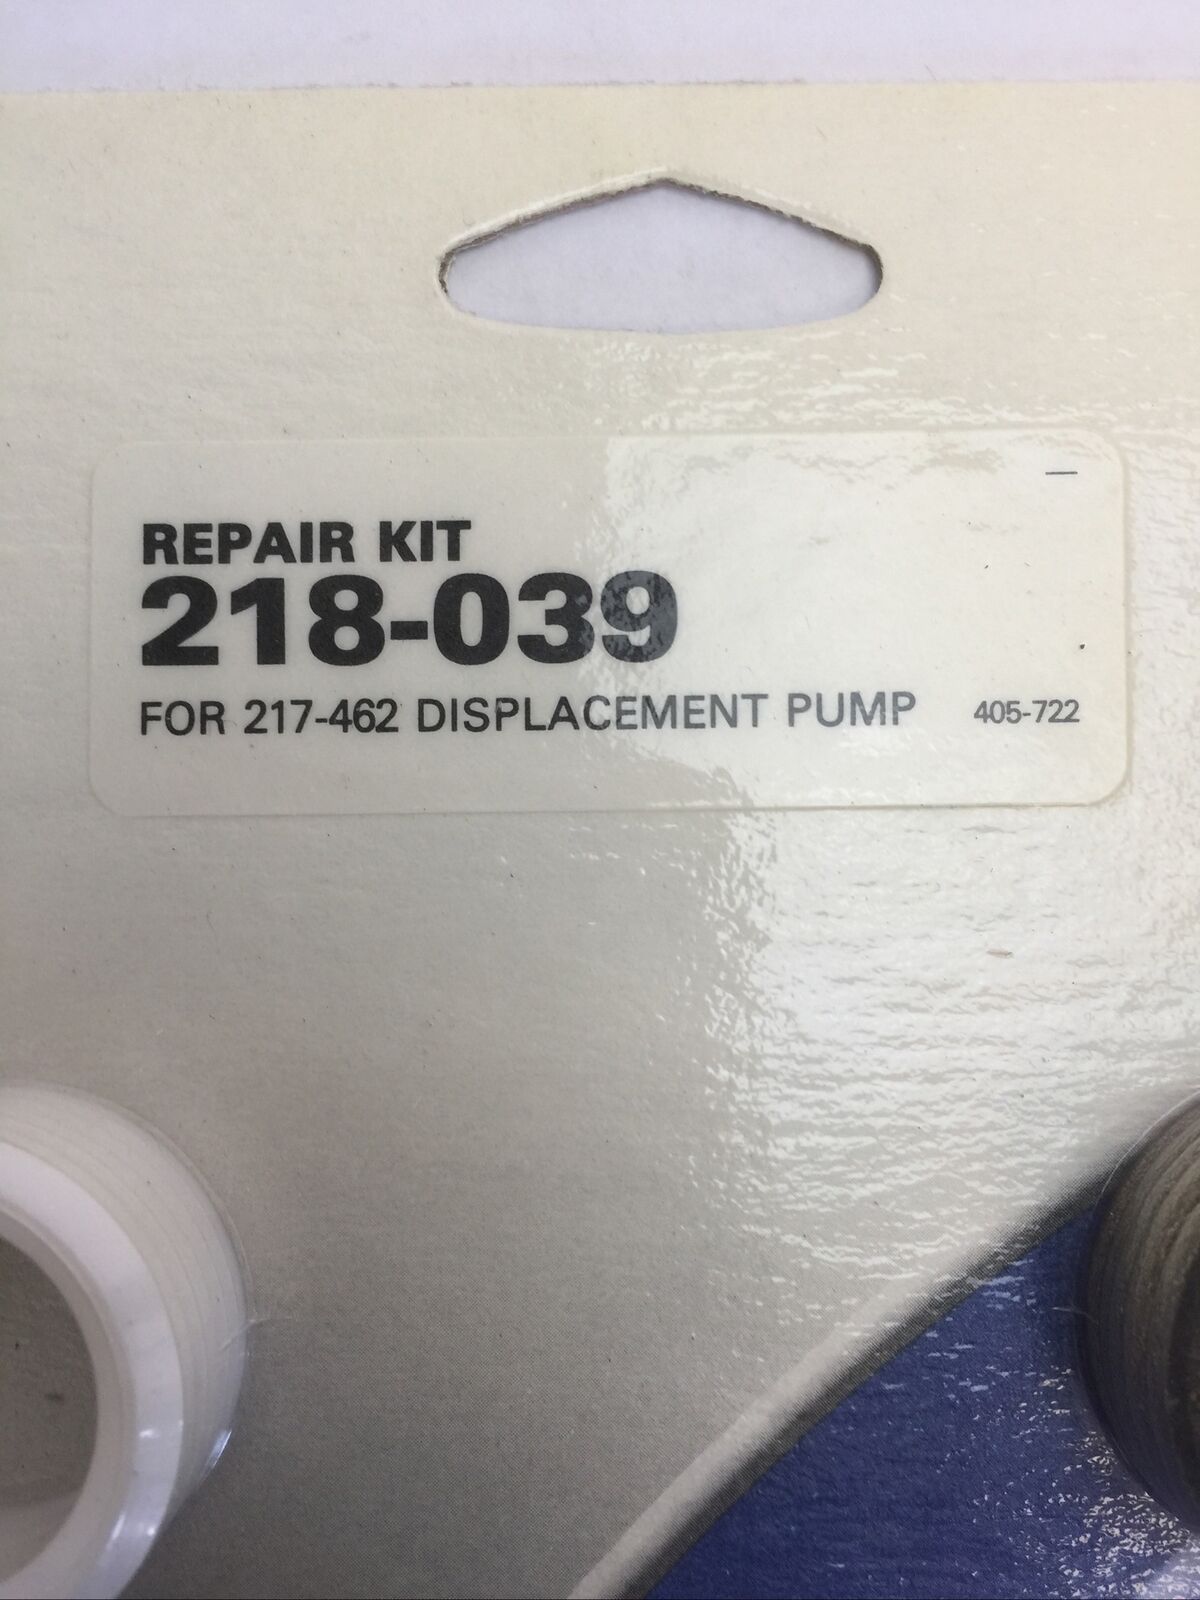 REPAIR KIT
218-039
FOR 217-462 DISPLACEMENT PUMP 405-722